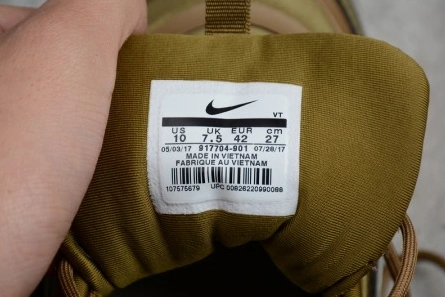 VT
US UK EUR cm
10 7.5 42 27
05/03/17 917704-901 07/28/17
MADE IN VIETNAM
FABRIQUE AU VIETNAM
107575679 UPC 00826220990088